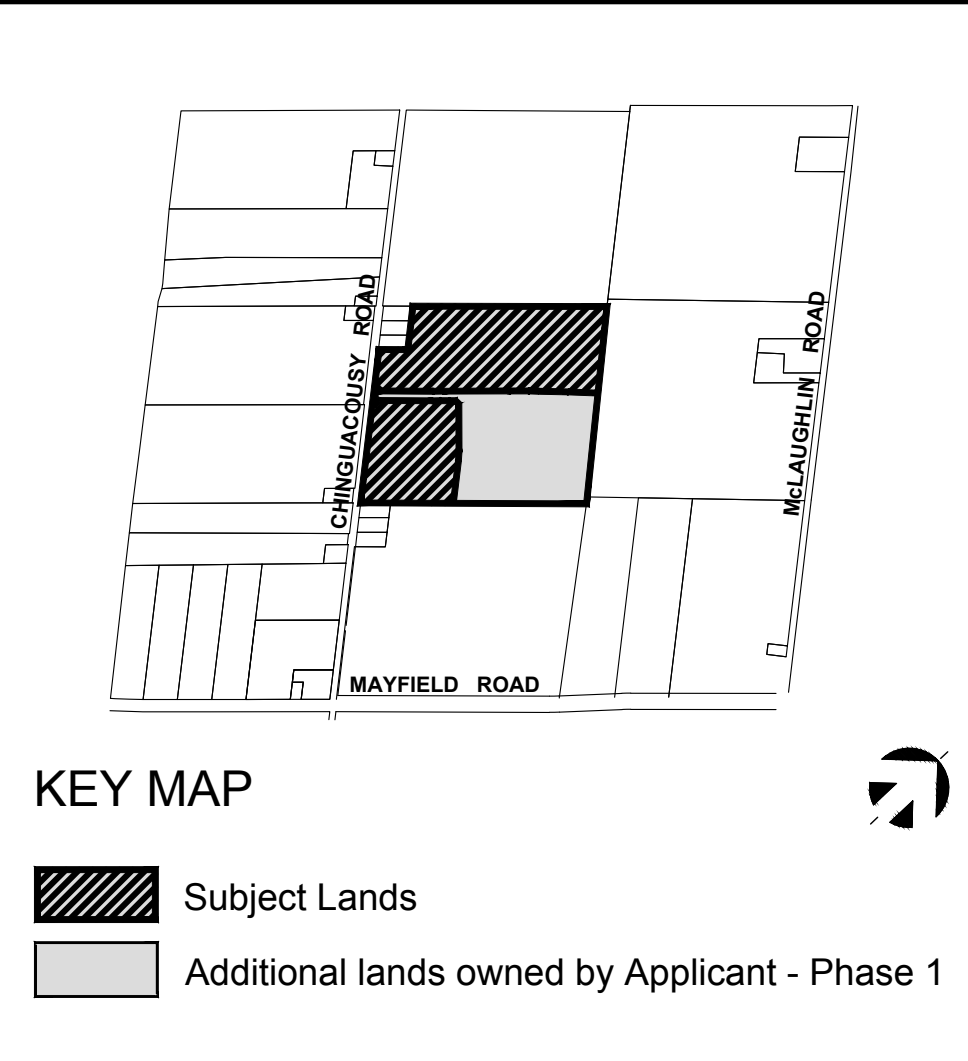 CHINGUACOUSY ROAD
McLAUGHLIN ROAD
MAYFIELD ROAD
KEY MAP
Subject Lands
Additional lands owned by Applicant - Phase 1